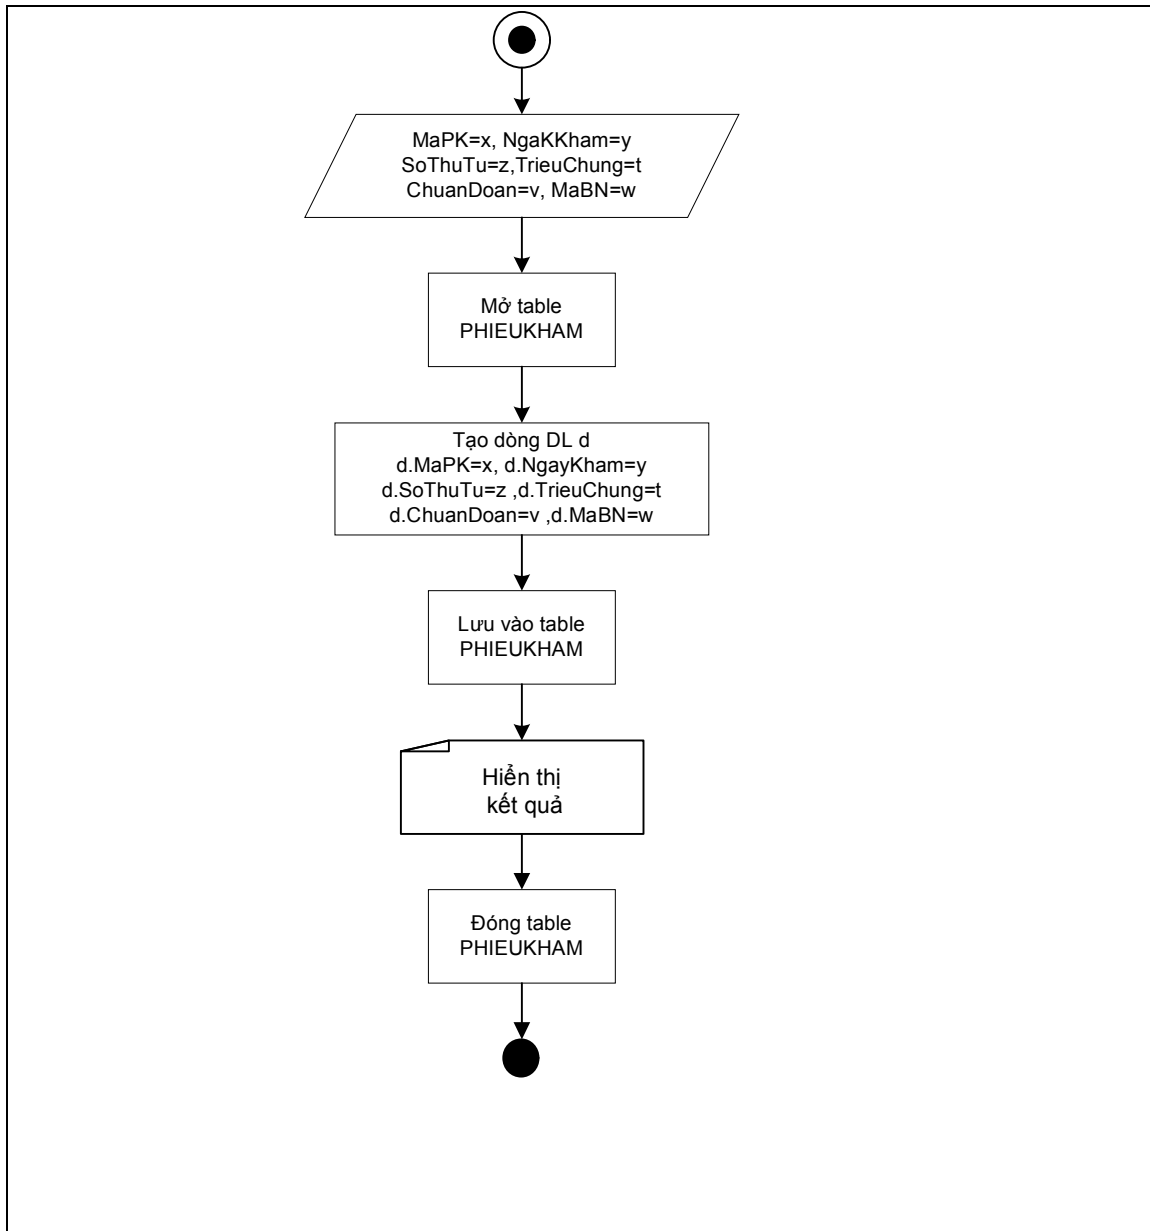 MaPK=x, NgaKKham=y
SoThuTu=z,TrieuChung=t
ChuanDoan=v, MaBN=w
Mở table
PHIEUKHAM
Tạo dòng DL d
d.MaPK=x, d.NgayKham=y
d.SoThuTu=z ,d.TrieuChung=t
d.ChuanDoan=v ,d.MaBN=w
Lưu vào table
PHIEUKHAM
Hiển thị
kết quả
Đóng table
PHIEUKHAM